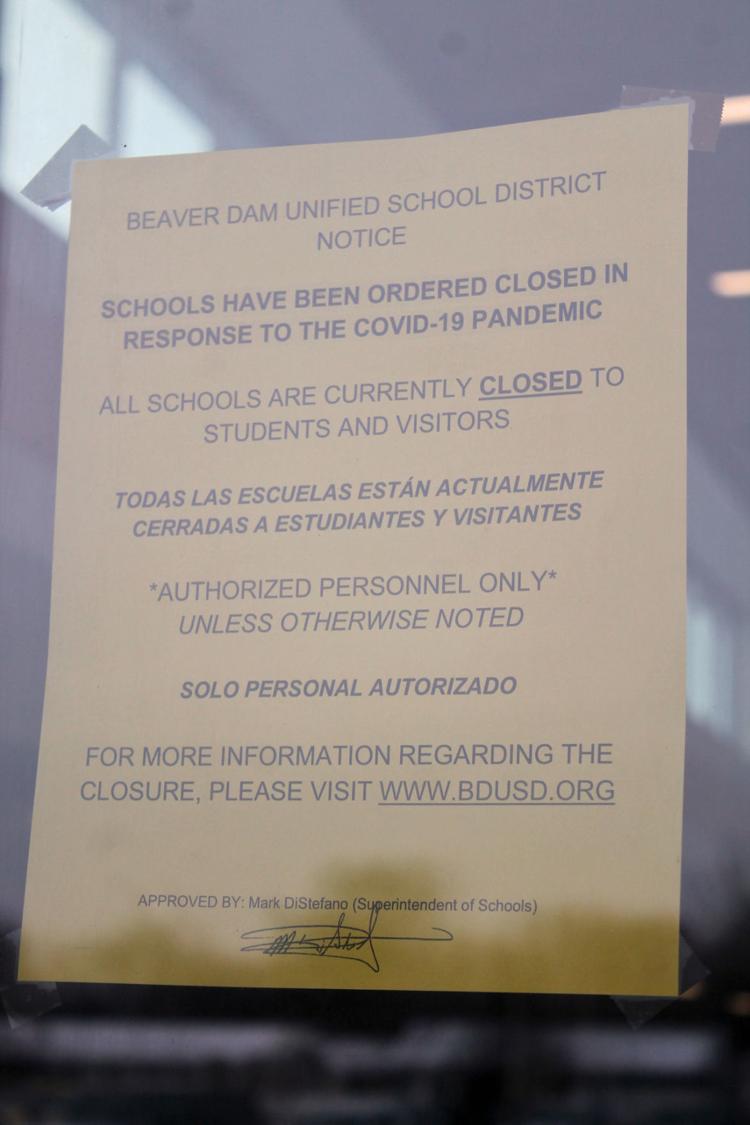 BEAVER DAM UNIFIED SCHOOL DISTRICT
NOTICE
SCHOOLS HAVE BEEN ORDERED CLOSED IN
RESPONSE TO THE COVID-19 PANDEMIC
ALL SCHOOLS ARE CURRENTLY CLOSED TO
STUDENTS AND VISITORS
TODAS LAS ESCUELAS ESTÁN ACTUALMENTE
CERRADAS A ESTUDIANTES Y VISITANTES
*AUTHORIZED PERSONNEL ONLY*
UNLESS OTHERWISE NOTED
SOLO PERSONAL AUTORIZADO
FOR MORE INFORMATION REGARDING THE
CLOSURE, PLEASE VISIT WWW.BDUSD.ORG
APPROVED BY: Mark DiStefano (Superintendent of Schools)